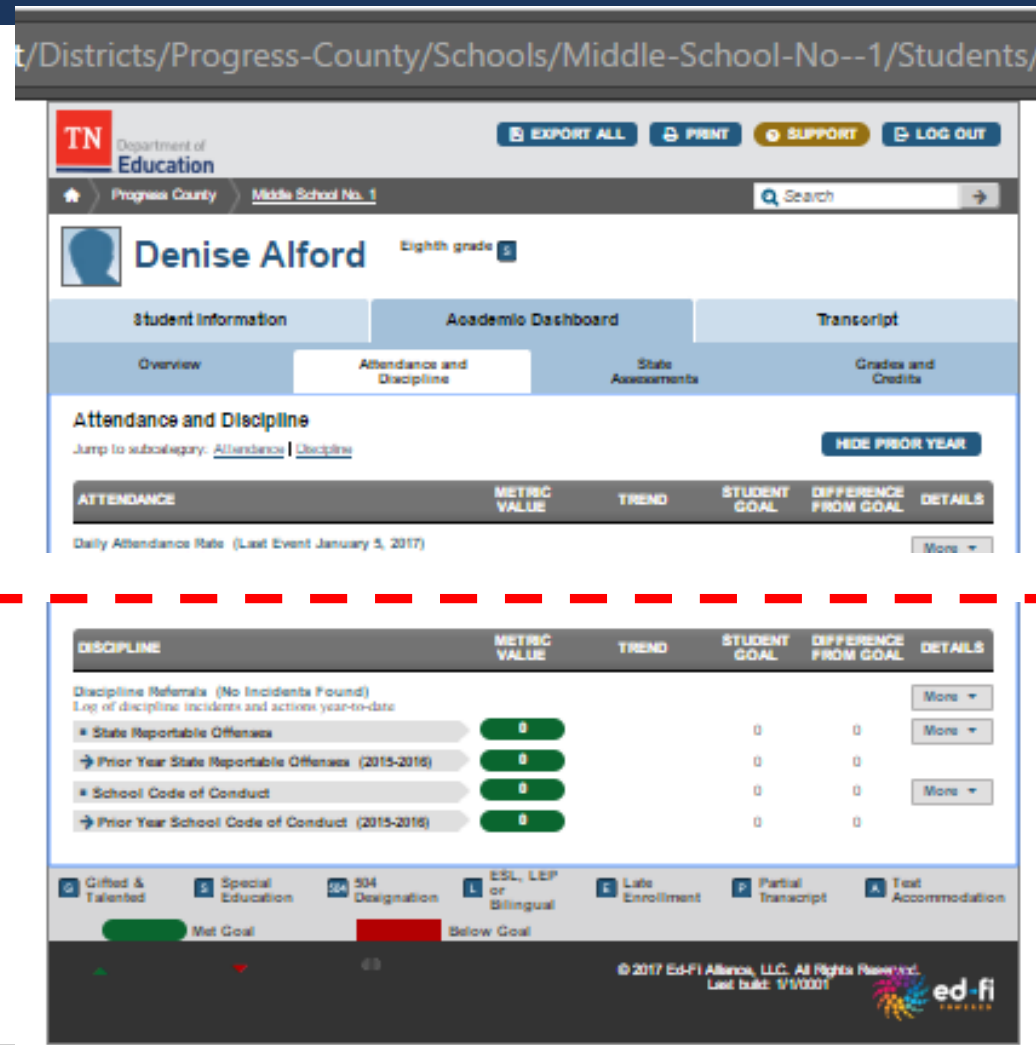 t/Districts/Progress-County/Schools/Middle-School-No--1/Students/
TN Department of Education
EXPORT ALL PRINT SUPPORT LOG OUT
Progress County Middle School No. 1 Search
Denise Alford Eighth grade S
Student Information Academic Dashboard Transcript
Overview Attendance and Discipline State Assessments Grades and Credits
Attendance and Discipline
Jump to subcategory: Attendance | Discipline HIDE PRIOR YEAR
ATTENDANCE METRIC VALUE TREND STUDENT GOAL DIFFERENCE FROM GOAL DETAILS
Daily Attendance Rate (Last Event January 5, 2017) More
DISCIPLINE METRIC VALUE TREND STUDENT GOAL DIFFERENCE FROM GOAL DETAILS
Discipline Referrals (No Incidents Found) More
Log of discipline incidents and actions year-to-date
State Reportable Offenses 0 0 0 More
Prior Year State Reportable Offenses (2015-2016) 0 0 0
School Code of Conduct 0 0 0 More
Prior Year School Code of Conduct (2015-2016) 0 0 0
G Gifted & Talented S Special Education 504 504 Designation L ESL, LEP or Bilingual E Late Enrollment P Partial Transcript A Text Accommodation
Met Goal Below Goal
© 2017 Ed-Fi Alliance, LLC. All Rights Reserved.
Last build: 1/1/0001
ed-fi
POWERED